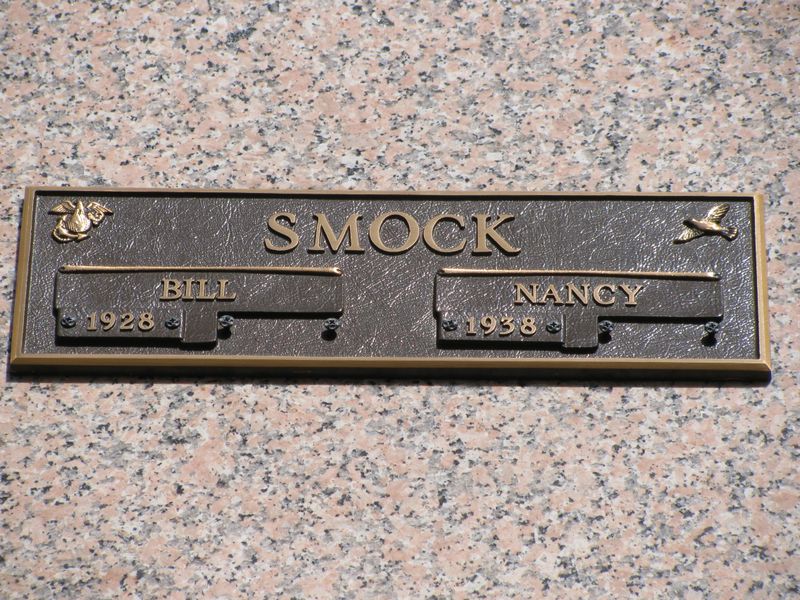 SMOCK
BILL
NANCY
1928
1938